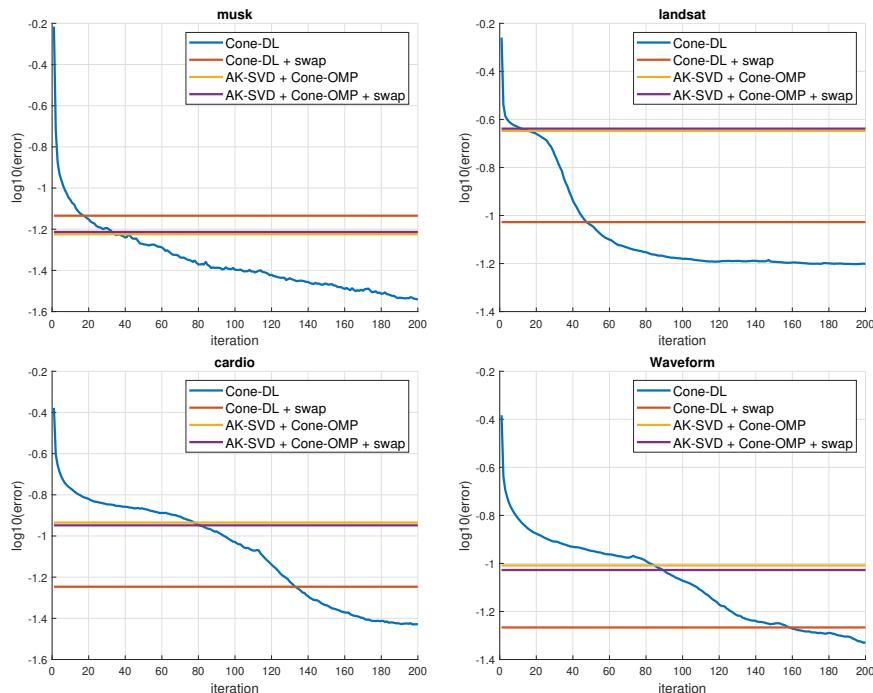 musk
-0.2
-0.4
-0.6
-0.8
-1
-1.2
-1.4
-1.6
log10(error)
Cone-DL
Cone-DL + swap
AK-SVD + Cone-OMP
AK-SVD + Cone-OMP + swap
0 20 40 60 80 100 120 140 160 180 200
iteration
landsat
-0.2
-0.4
-0.6
-0.8
-1
-1.2
-1.4
log10(error)
Cone-DL
Cone-DL + swap
AK-SVD + Cone-OMP
AK-SVD + Cone-OMP + swap
0 20 40 60 80 100 120 140 160 180 200
iteration
cardio
-0.2
-0.4
-0.6
-0.8
-1
-1.2
-1.4
-1.6
log10(error)
Cone-DL
Cone-DL + swap
AK-SVD + Cone-OMP
AK-SVD + Cone-OMP + swap
0 20 40 60 80 100 120 140 160 180 200
iteration
Waveform
-0.2
-0.4
-0.6
-0.8
-1
-1.2
-1.4
log10(error)
Cone-DL
Cone-DL + swap
AK-SVD + Cone-OMP
AK-SVD + Cone-OMP + swap
0 20 40 60 80 100 120 140 160 180 200
iteration